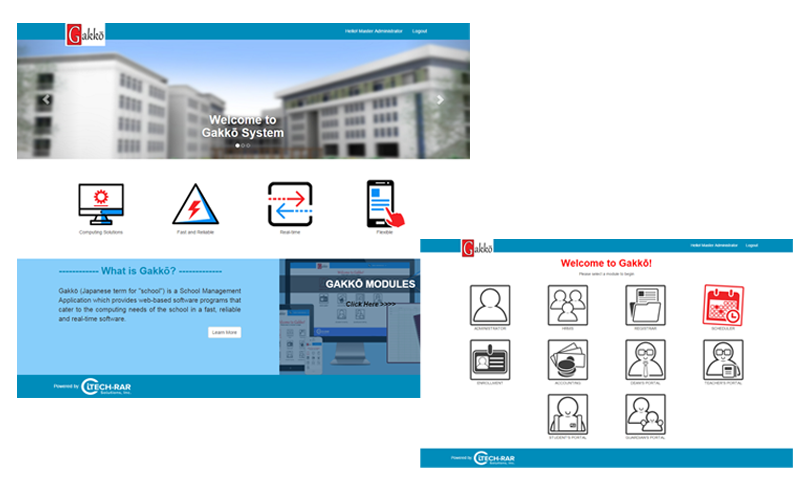 Gakkō
Hello! Master Administrator Logout
Welcome to
Gakkō System
Computing Solutions
Fast and Reliable
Real-time
Flexible
------------ What is Gakkō? -------------
Gakkō (Japanese term for "school") is a School Management
Application which provides web-based software programs that
cater to the computing needs of the school in a fast, reliable
and real-time software.
Learn More
GAKKŌ MODULES
Click Here >>>>
Powered by CLTECH-RAR
Solutions, Inc.
Gakkō
Hello! Master Administrator Logout
Welcome to Gakkō!
Please select a module to begin
ADMINISTRATOR
HRMS
REGISTRAR
SCHEDULER
ENROLLMENT
ACCOUNTING
DEAN'S PORTAL
TEACHER'S PORTAL
STUDENT'S PORTAL
GUARDIAN'S PORTAL
Powered by CLTECH-RAR
Solutions, Inc.